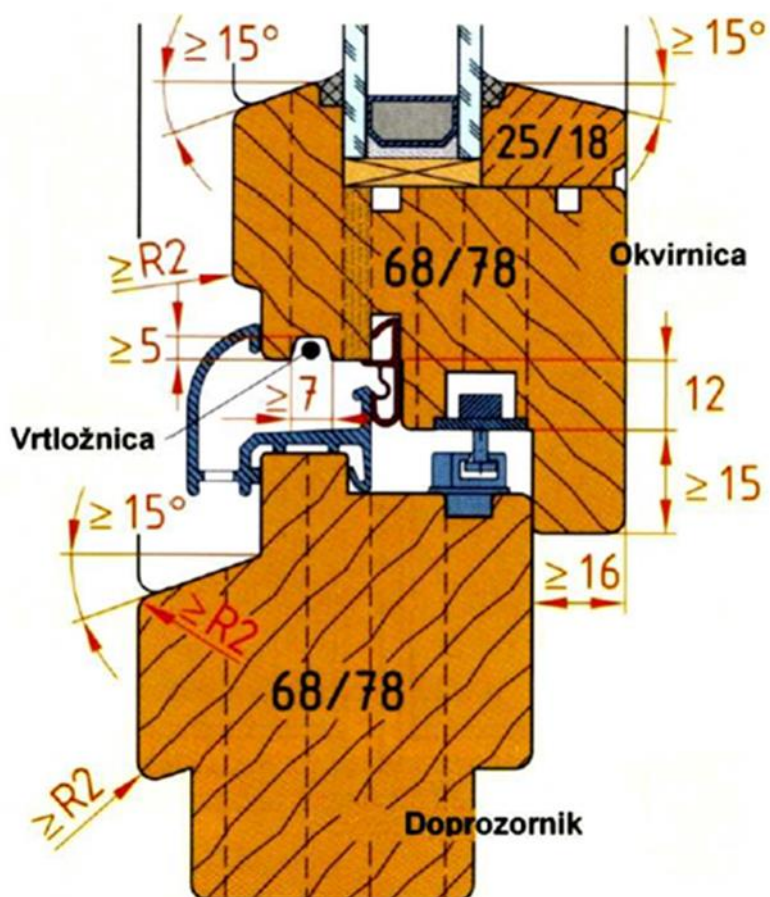 ≥ 15°
≥ 15°
25/18
≥R2
68/78
Okvirnica
≥5
≥ 7
12
Vrtložnica
≥ 15°
≥ 15
≥ 16
≥R2
68/78
≥R2
Doprozornik